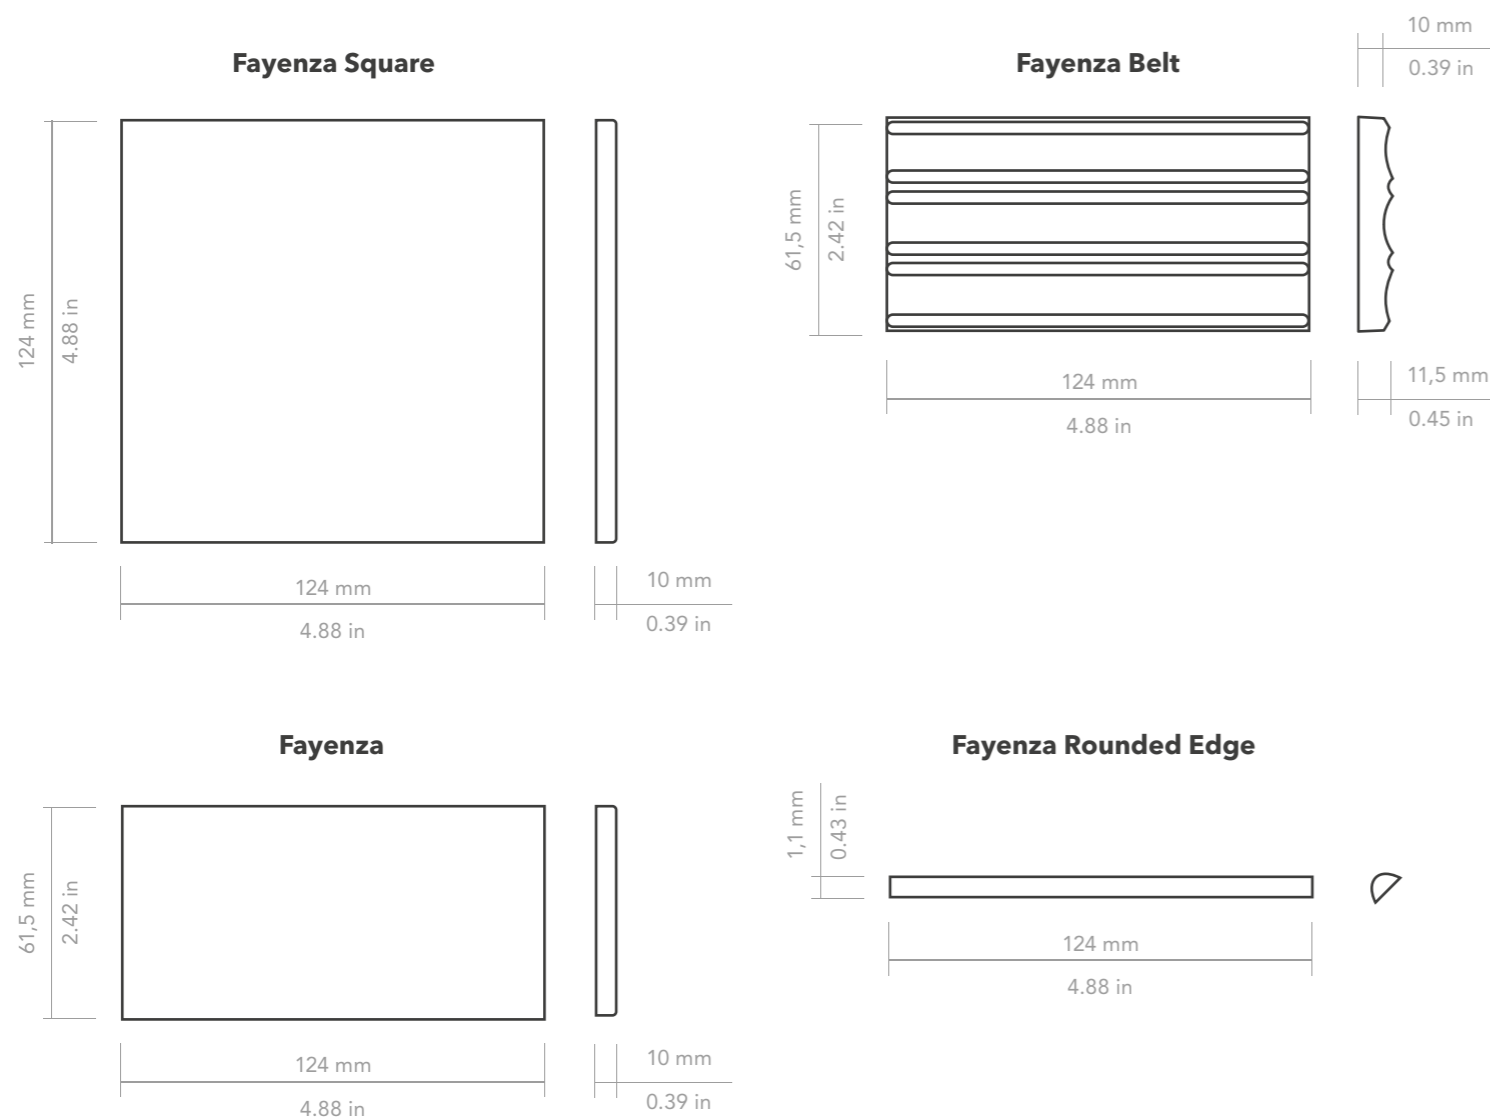 Fayenza Square
124 mm
4.88 in
124 mm
4.88 in
10 mm
0.39 in
Fayenza Belt
10 mm
0.39 in
61,5 mm
2.42 in
124 mm
4.88 in
11,5 mm
0.45 in
Fayenza
61,5 mm
2.42 in
124 mm
4.88 in
10 mm
0.39 in
Fayenza Rounded Edge
1,1 mm
0.43 in
124 mm
4.88 in